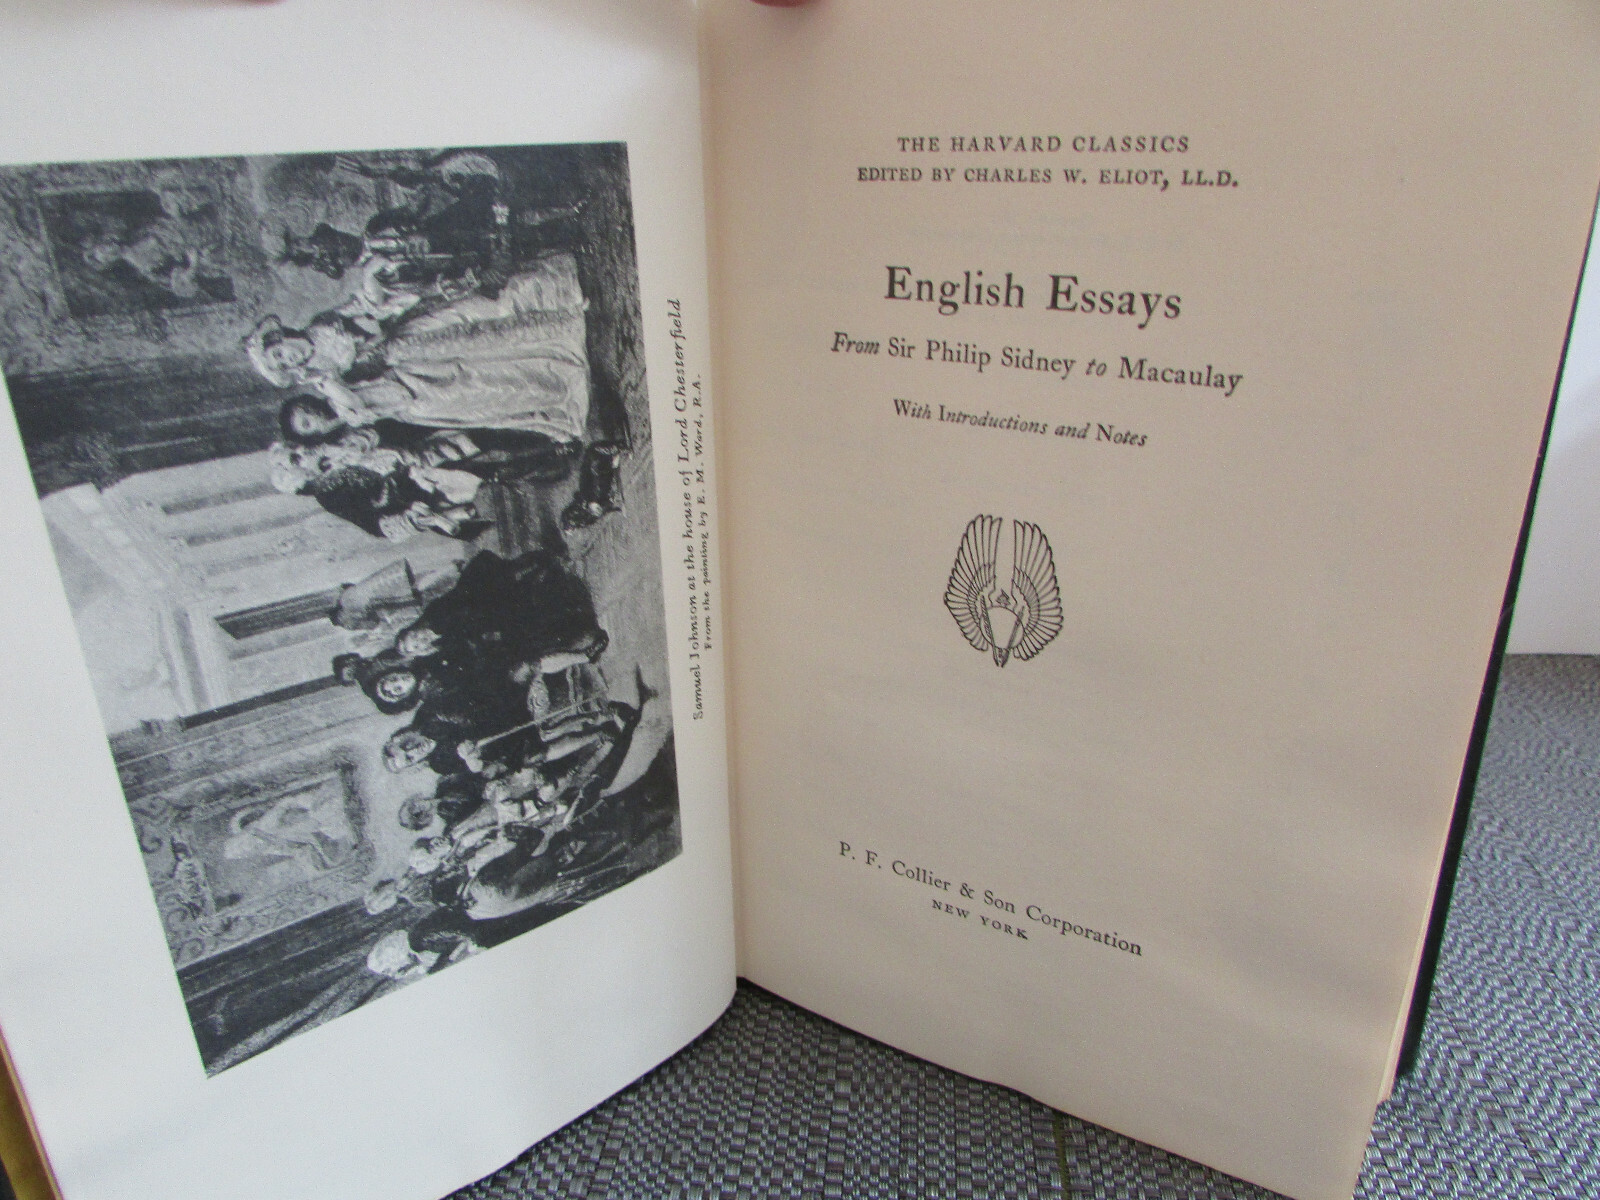 Samuel Johnson at the house of Lord Chesterfield
From the painting by E. M. Ward, R.A.
THE HARVARD CLASSICS
EDITED BY CHARLES W. ELIOT, LL.D.
English Essays
From Sir Philip Sidney to Macaulay
With Introductions and Notes
P. F. Collier & Son Corporation
NEW YORK